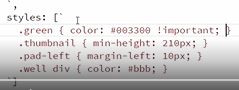 `,
styles: [`
.green { color: #003300 !important; }
.thumbnail { min-height: 210px; }
.pad-left { margin-left: 10px; }
.well div { color: #bbb; }
`]